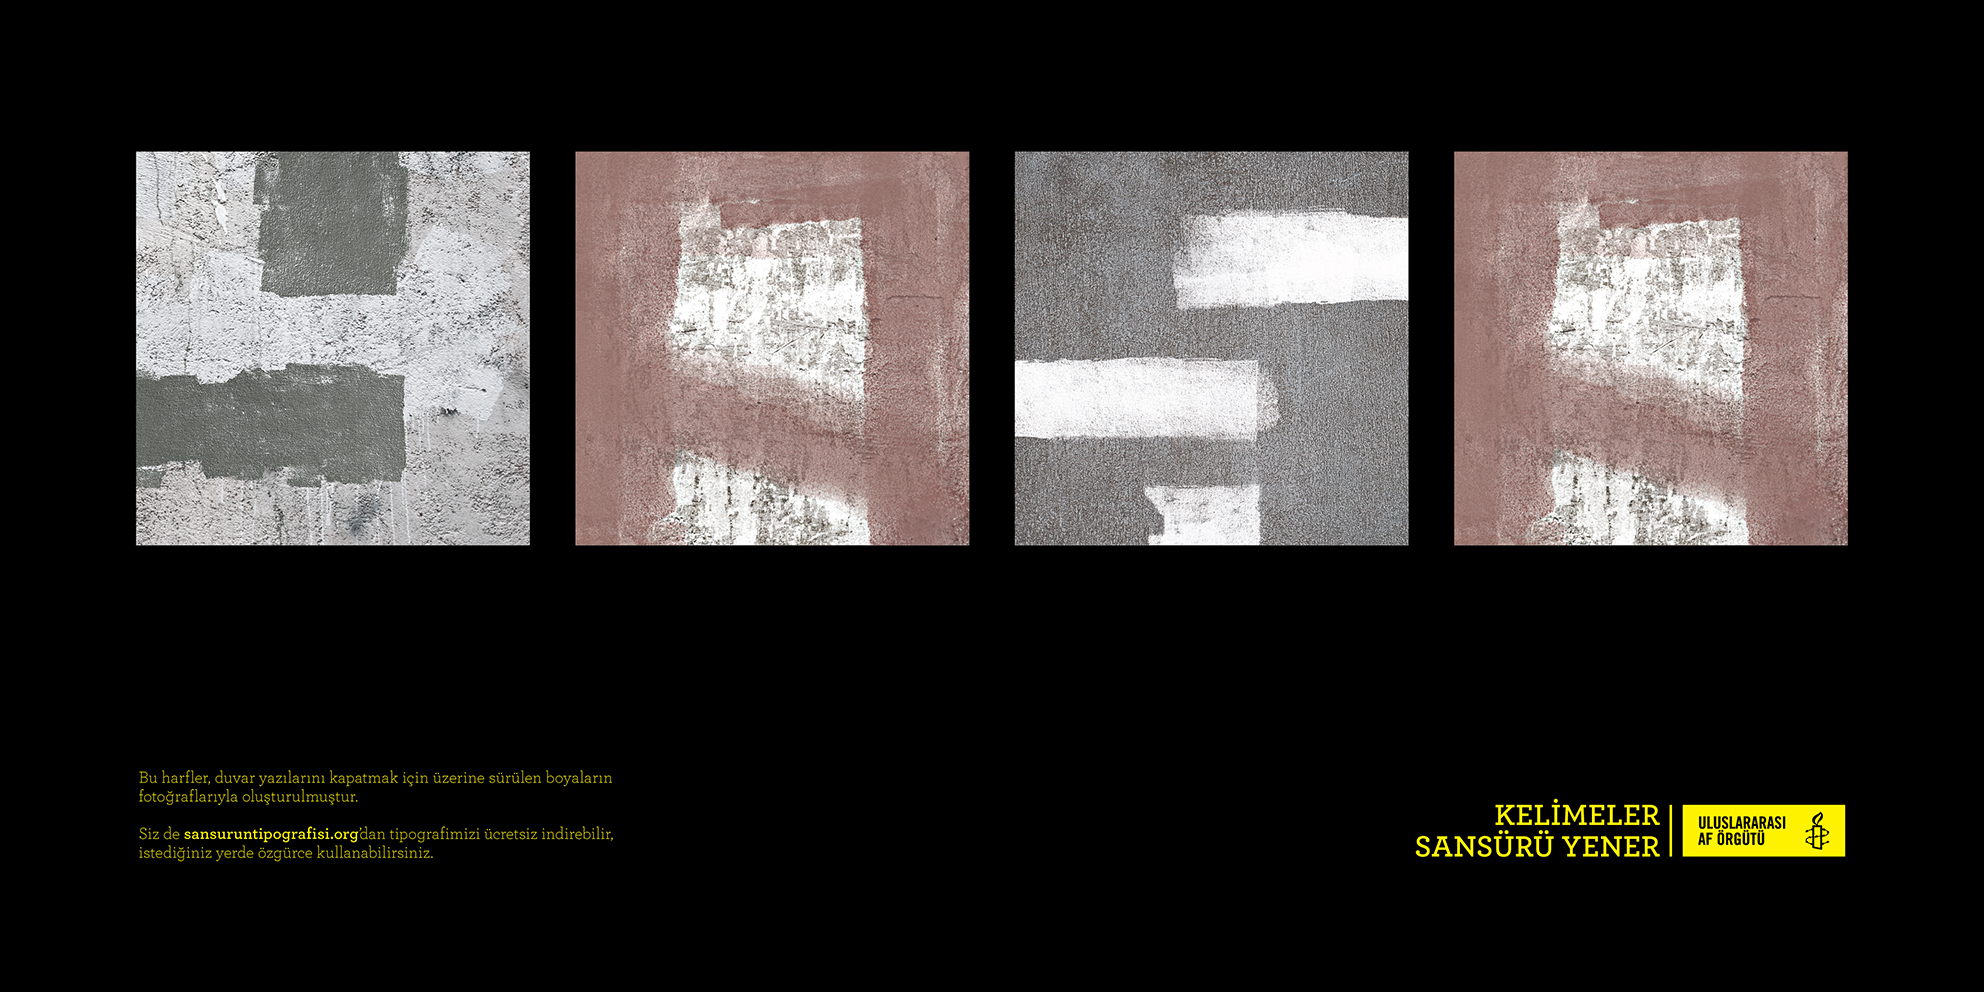 YAŞA
Bu harfler, duvar yazılarını kapatmak için üzerine sürülen boyaların
fotoğraflarıyla oluşturulmuştur.
Siz de sansuruntipografisi.org'dan tipografimizi ücretsiz indirebilir,
istediğiniz yerde özgürce kullanabilirsiniz.
KELİMELER
SANSÜRÜ YENER
ULUSLARARASI
AF ÖRGÜTÜ